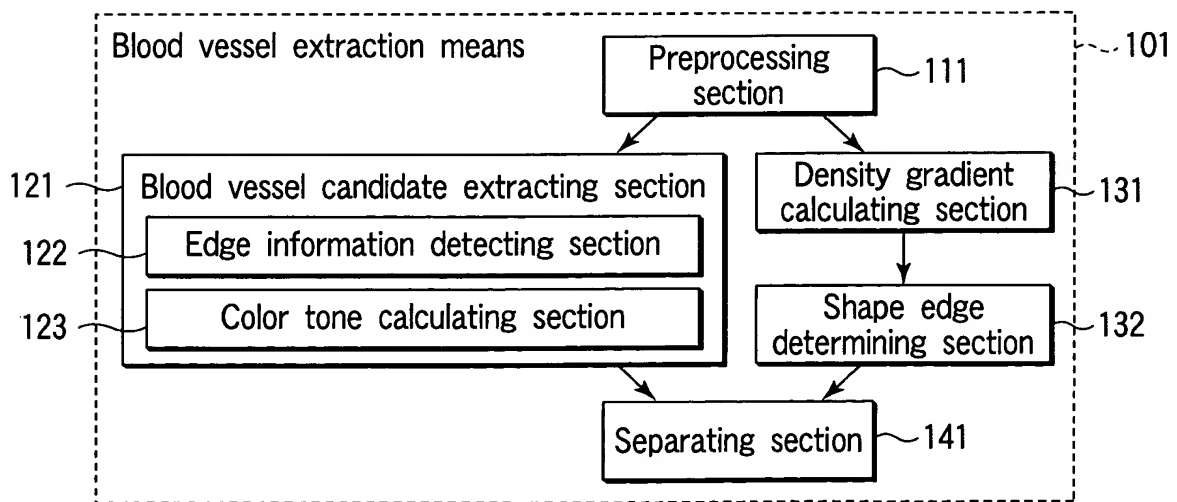 Blood vessel extraction means
101
Preprocessing
section
111
121
Blood vessel candidate extracting section
Density gradient
calculating section
131
122
Edge information detecting section
123
Color tone calculating section
Shape edge
determining section
132
Separating section
141